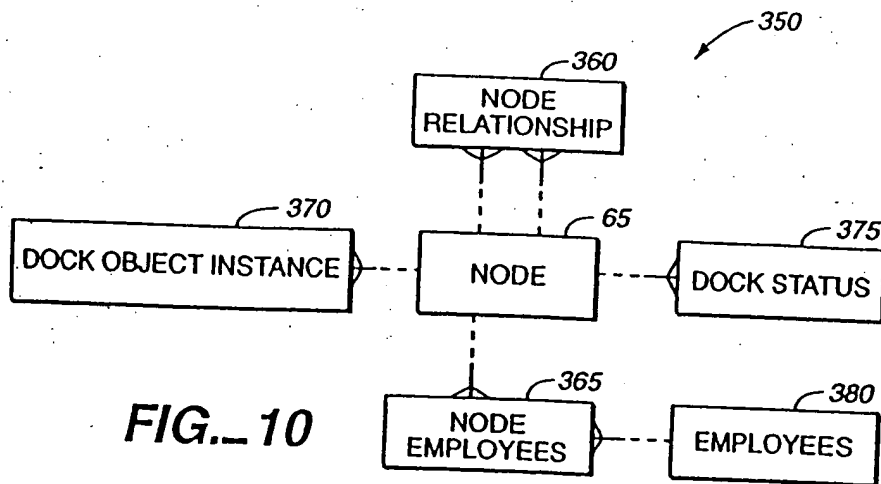 350
360
NODE
RELATIONSHIP
370
65
375
DOCK OBJECT INSTANCE
NODE
DOCK STATUS
365
380
NODE
EMPLOYEES
EMPLOYEES
FIG._10